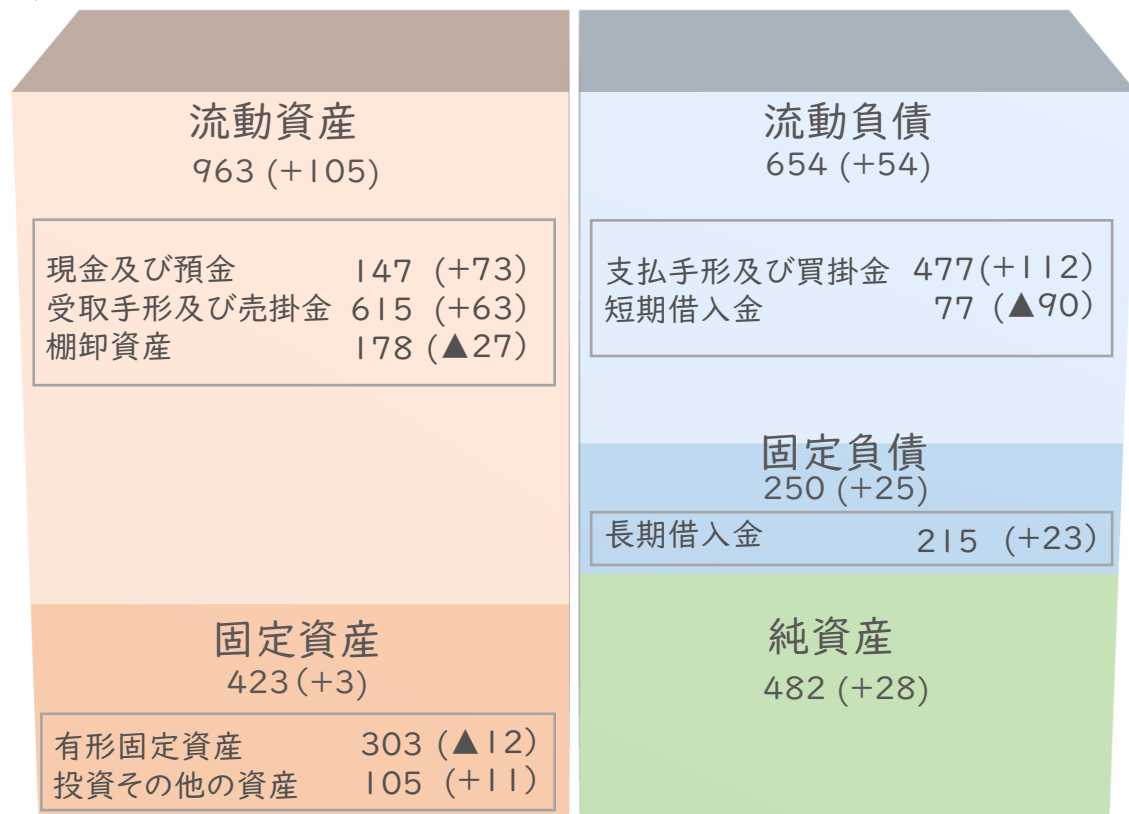 流動資産
963 (+105)
現金及び預金 147 (+73)
受取手形及び売掛金 615 (+63)
棚卸資産 178 (▲27)
固定資産
423(+3)
有形固定資産 303 (▲12)
投資その他の資産 105 (+11)
流動負債
654 (+54)
支払手形及び買掛金 477(+112)
短期借入金 77 (▲90)
固定負債
250 (+25)
長期借入金 215 (+23)
純資産
482 (+28)